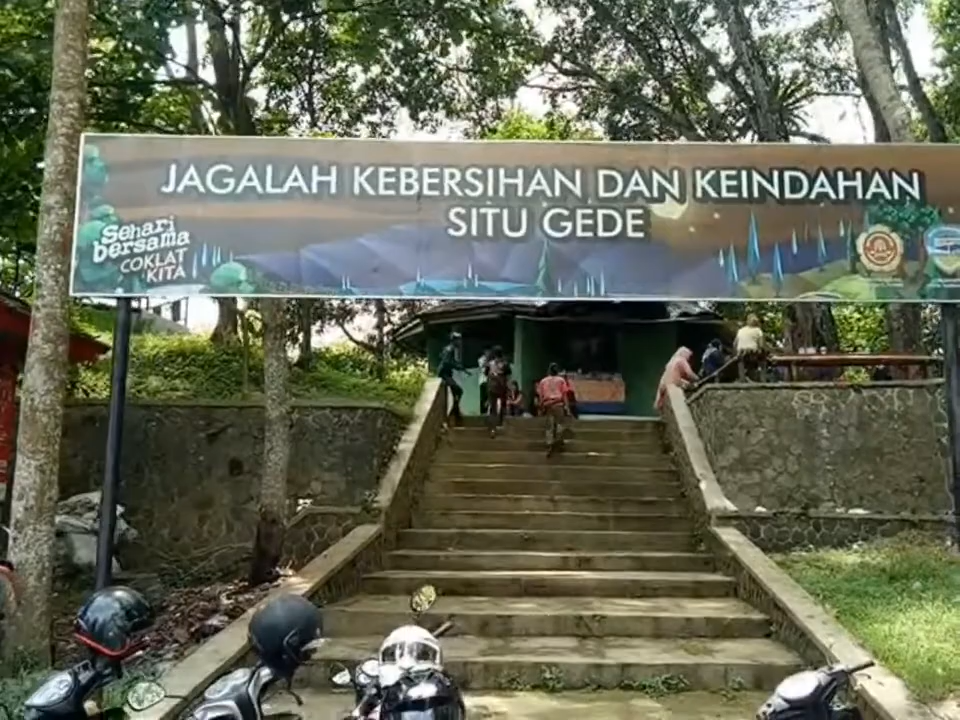 JAGALAH KEBERSIHAN DAN KEINDAHAN
SITU GEDE
Sehari
bersama
COKLAT
KITA